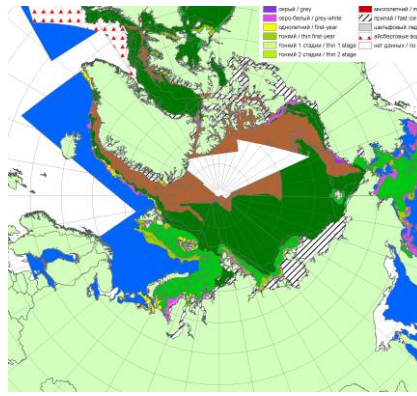 серый / grey
серо-белый / grey-white
однолетний / first-year
тонкий / thin first-year
тонкий 1 стадии / thin 1 stage
тонкий 2 стадии / thin 2 stage
припай / fast ice
нет данных / no